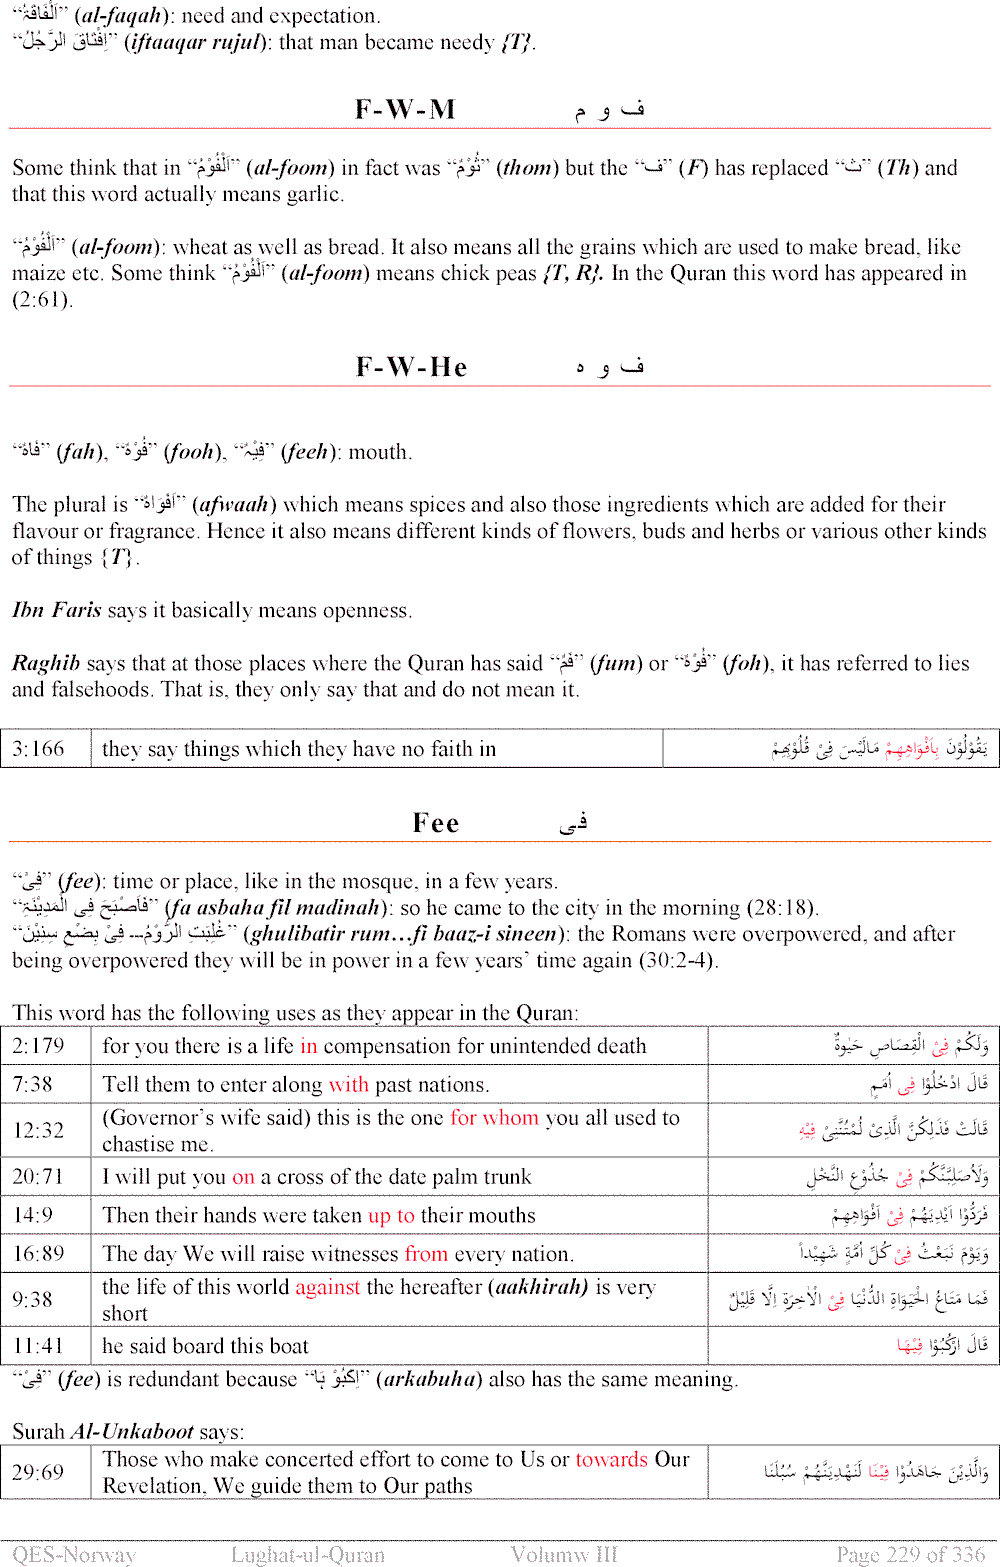 “اَلْفَاقَۃُ” (al-faqah): need and expectation.
“اِفْتَاقَ الرَّجُلُ” (iftaaqar rujul): that man became needy {T}.
F-W-M ف و م
Some think that in “اَلْفُوْمُ” (al-foom) in fact was “ثُوْمٌ” (thom) but the “ف” (F) has replaced “ث” (Th) and
that this word actually means garlic.
“اَلْفُوْمُ” (al-foom): wheat as well as bread. It also means all the grains which are used to make bread, like
maize etc. Some think “اَلْفُوْمُ” (al-foom) means chick peas {T, R}. In the Quran this word has appeared in
(2:61).
F-W-He ف و ہ
“فَاہٌ” (fah), “فُوْہٌ” (fooh), “فِیْہٌ” (feeh): mouth.
The plural is “اَفْوَاہٌ” (afwaah) which means spices and also those ingredients which are added for their
flavour or fragrance. Hence it also means different kinds of flowers, buds and herbs or various other kinds
of things {T}.
Ibn Faris says it basically means openness.
Raghib says that at those places where the Quran has said “فَمٌ” (fum) or “فُوْہٌ” (foh), it has referred to lies
and falsehoods. That is, they only say that and do not mean it.
3:166 they say things which they have no faith in يَقُوْلُوْنَ بِاَفْوَاهِهِمْ مَالَيْسَ فِىْ قُلُوْبِهِمْ
Fee فی
“فِیْ” (fee): time or place, like in the mosque, in a few years.
“فَاَصْبَحَ فِی الْمَدِیْنَۃِ” (fa asbaha fil madinah): so he came to the city in the morning (28:18).
“غُلِبَتِ الرُّوْمُ۔۔۔ فِیْ بِضْعِ سِنِیْنَ” (ghulibatir rum…fi baaz-i sineen): the Romans were overpowered, and after
being overpowered they will be in power in a few years’ time again (30:2-4).
This word has the following uses as they appear in the Quran:
2:179 for you there is a life in compensation for unintended death وَلَكُمْ فِىْ الْقِصَاصِ حَيٰوةٌ
7:38 Tell them to enter along with past nations. قَالَ ادْخُلُوْا فِى اُمَمٍ
12:32 (Governor’s wife said) this is the one for whom you all used to
chastise me. قَالَتْ فَذٰلِكُنَّ الَّذِىْ لُمْتُنَّنِىْ فِيْهِ
20:71 I will put you on a cross of the date palm trunk وَلَاُصَلِّبَنَّكُمْ فِىْ جُذُوْعِ النَّخْلِ
14:9 Then their hands were taken up to their mouths فَرَدُّوْا اَيْدِيَهُمْ فِىْ اَفْوَاهِهِمْ
16:89 The day We will raise witnesses from every nation. وَيَوْمَ نَبْعَثُ فِىْ كُلِّ اُمَّةٍ شَهِيْداً
9:38 the life of this world against the hereafter (aakhirah) is very
short فَمَا مَتَاعُ الْحَيَوَاةِ الدُّنْيَا فِىْ الْاٰخِرَةِ اِلَّا قَلِيْلٌ
11:41 he said board this boat قَالَ ارْكَبُوْا فِيْهَا
“فِیْ” (fee) is redundant because “اِکَبُوْ ہَا” (arkabuha) also has the same meaning.
Surah Al-Unkaboot says:
29:69 Those who make concerted effort to come to Us or towards Our
Revelation, We guide them to Our paths وَالَّذِيْنَ جَاهَدُوْا فِيْنَا لَنَهْدِيَنَّهُمْ سُبُلَنَا
QES-Norway Lughat-ul-Quran Volumw III Page 229 of 336